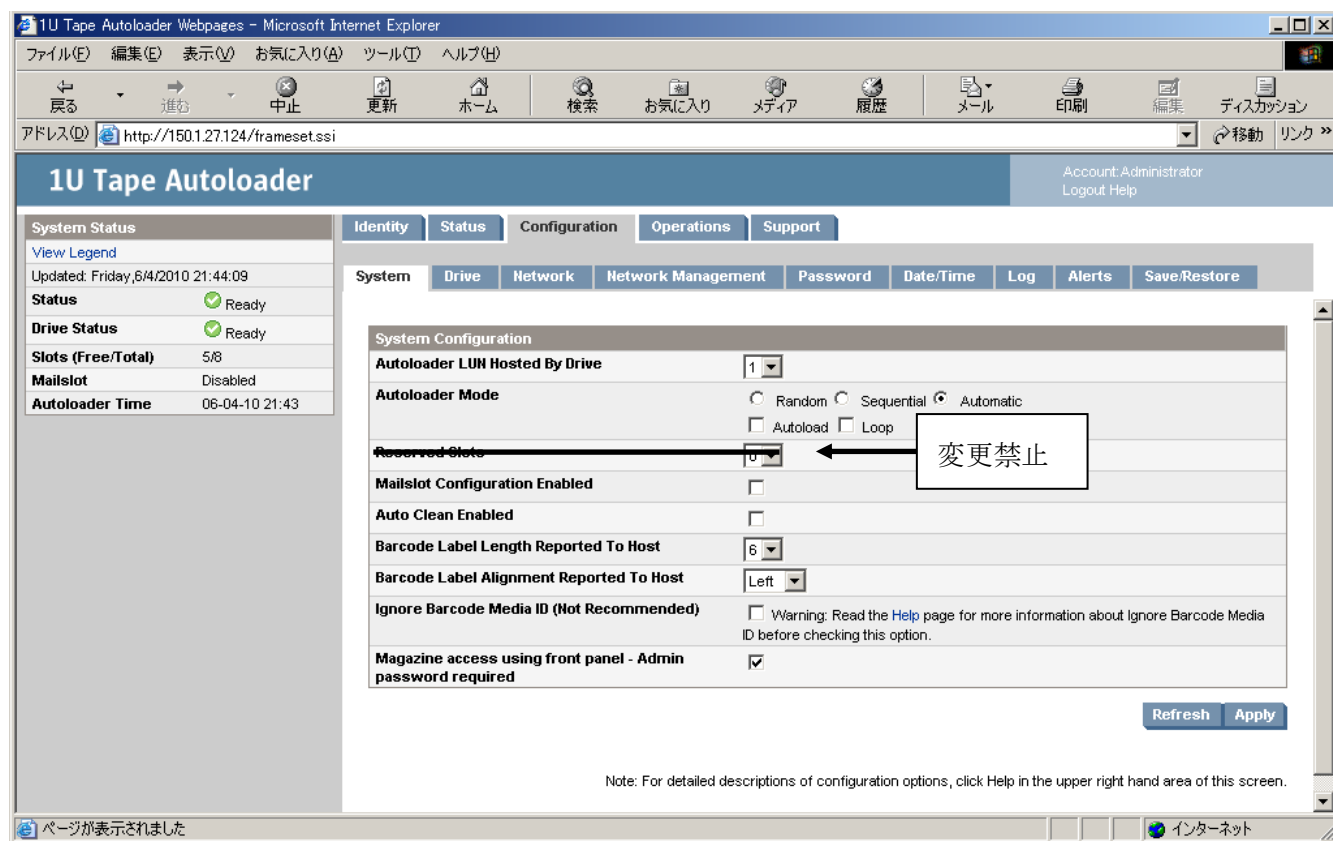 1U Tape Autoloader Webpages - Microsoft Internet Explorer
ファイル(F) 編集(E) 表示(V) お気に入り(A) ツール(T) ヘルプ(H)
戻る 進む 中止 更新 ホーム 検索 お気に入り メディア 履歴 メール 印刷 編集 ディスカッション
アドレス(D) http://150.1.27.124/frameset.ssi 移動 リンク »
1U Tape Autoloader
Account:Administrator
Logout Help
System Status
View Legend
Updated: Friday,6/4/2010 21:44:09
Status Ready
Drive Status Ready
Slots (Free/Total) 5/8
Mailslot Disabled
Autoloader Time 06-04-10 21:43
Identity Status Configuration Operations Support
System Drive Network Network Management Password Date/Time Log Alerts Save/Restore
System Configuration
Autoloader LUN Hosted By Drive 1
Autoloader Mode Random Sequential Automatic
Autoload Loop
Reserved Slots 0
変更禁止
Mailslot Configuration Enabled
Auto Clean Enabled
Barcode Label Length Reported To Host 6
Barcode Label Alignment Reported To Host Left
Ignore Barcode Media ID (Not Recommended) Warning: Read the Help page for more information about Ignore Barcode Media
ID before checking this option.
Magazine access using front panel - Admin
password required
Refresh Apply
Note: For detailed descriptions of configuration options, click Help in the upper right hand area of this screen.
ページが表示されました インターネット